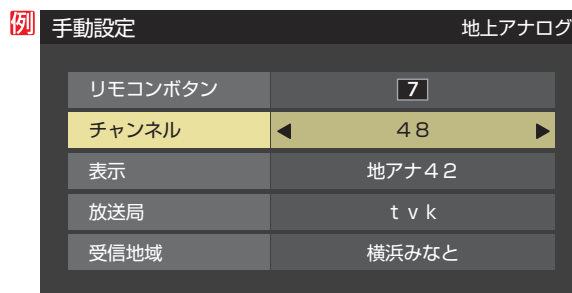 例 手動設定 地上アナログ
リモコンボタン 7
チャンネル ◀ 48 ▶
表示 地アナ42
放送局 tvk
受信地域 横浜みなと